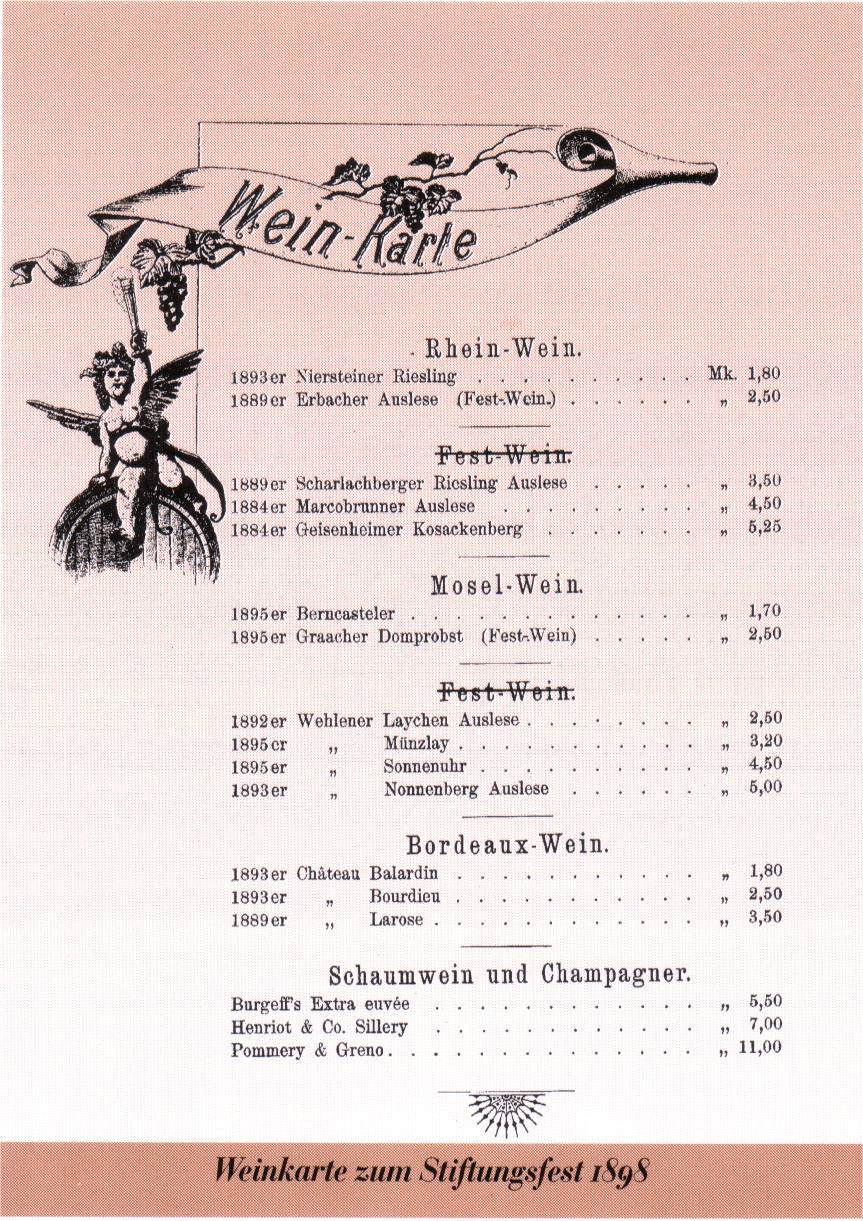 Wein-Karte
Rhein-Wein.
1893er Niersteiner Riesling . . . . . . . . . . Mk. 1,80
1889er Erbacher Auslese (Fest-Wein.) . . . . . . „ 2,50
Fest-Wein.
1889er Scharlachberger Riesling Auslese . . . . . „ 3,50
1884er Marcobrunner Auslese . . . . . . . . . „ 4,50
1884er Geisenheimer Kosackenberg . . . . . . . „ 5,25
Mosel-Wein.
1895er Berncasteler . . . . . . . . . . . . . „ 1,70
1895er Graacher Domprobst (Fest-Wein) . . . . . „ 2,50
Fest-Wein.
1892er Wehlener Laychen Auslese . . . . . . . . „ 2,50
1895er „ Münzlay . . . . . . . . . . . „ 3,20
1895er „ Sonnenuhr . . . . . . . . . . „ 4,50
1893er „ Nonnenberg Auslese . . . . . . „ 5,00
Bordeaux-Wein.
1893er Château Balardin . . . . . . . . . . . „ 1,80
1893er „ Bourdieu . . . . . . . . . . . „ 2,50
1889er „ Larose . . . . . . . . . . . . „ 3,50
Schaumwein und Champagner.
Burgeff's Extra euvée . . . . . . . . . . . . „ 5,50
Henriot & Co. Sillery . . . . . . . . . . . . „ 7,00
Pommery & Greno . . . . . . . . . . . . . . „ 11,00
Weinkarte zum Stiftungsfest 1898